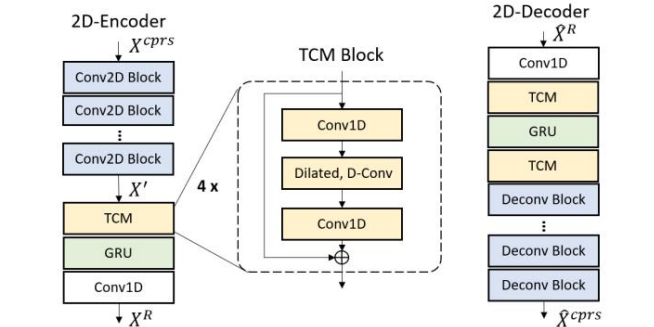 2D-Encoder
X^{cprs}
Conv2D Block
Conv2D Block
⋮
Conv2D Block
X′
TCM
GRU
Conv1D
X^R
TCM Block
4 x
Conv1D
Dilated, D-Conv
Conv1D
⊕
2D-Decoder
X̂^R
Conv1D
TCM
GRU
TCM
Deconv Block
⋮
Deconv Block
Deconv Block
X̂^{cprs}